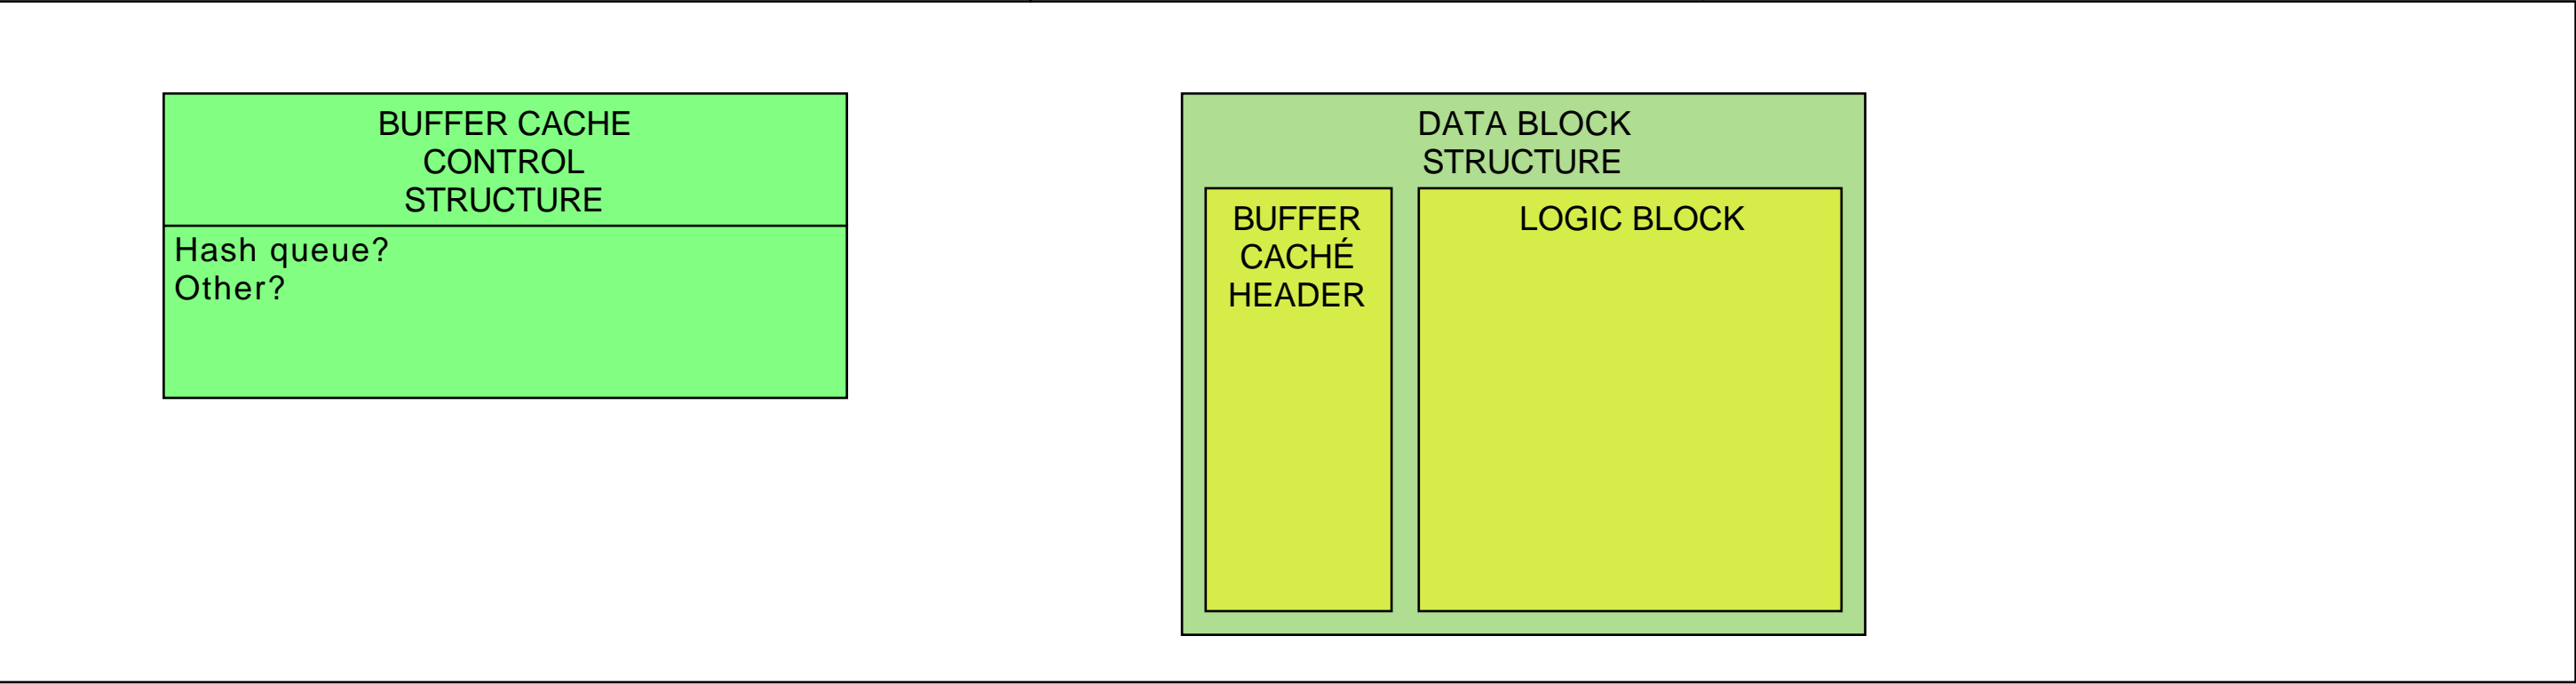 BUFFER CACHE
CONTROL
STRUCTURE
Hash queue?
Other?
DATA BLOCK
STRUCTURE
BUFFER
CACHÉ
HEADER
LOGIC BLOCK